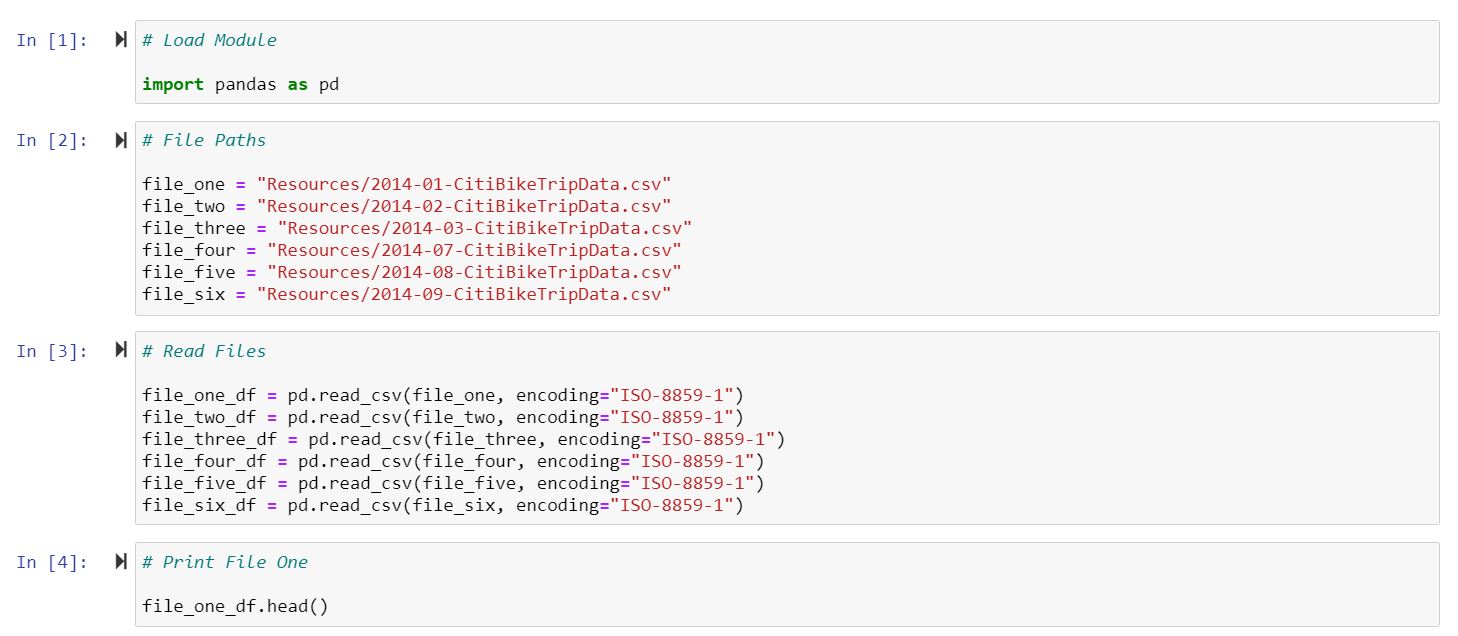 In [1]: # Load Module
import pandas as pd
In [2]: # File Paths
file_one = "Resources/2014-01-CitiBikeTripData.csv"
file_two = "Resources/2014-02-CitiBikeTripData.csv"
file_three = "Resources/2014-03-CitiBikeTripData.csv"
file_four = "Resources/2014-07-CitiBikeTripData.csv"
file_five = "Resources/2014-08-CitiBikeTripData.csv"
file_six = "Resources/2014-09-CitiBikeTripData.csv"
In [3]: # Read Files
file_one_df = pd.read_csv(file_one, encoding="ISO-8859-1")
file_two_df = pd.read_csv(file_two, encoding="ISO-8859-1")
file_three_df = pd.read_csv(file_three, encoding="ISO-8859-1")
file_four_df = pd.read_csv(file_four, encoding="ISO-8859-1")
file_five_df = pd.read_csv(file_five, encoding="ISO-8859-1")
file_six_df = pd.read_csv(file_six, encoding="ISO-8859-1")
In [4]: # Print File One
file_one_df.head()